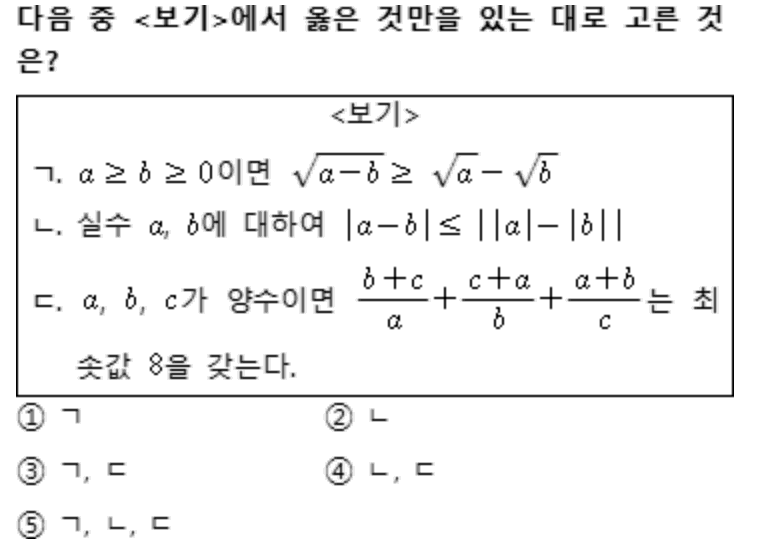 다음 중 <보기>에서 옳은 것만을 있는 대로 고른 것
은?
<보기>
ㄱ. a ≥ b ≥ 0이면 √(a−b) ≥ √a − √b
ㄴ. 실수 a, b에 대하여 |a−b| ≤ ||a|−|b||
ㄷ. a, b, c가 양수이면 (b+c)/a + (c+a)/b + (a+b)/c 는 최
솟값 8을 갖는다.
① ㄱ ② ㄴ
③ ㄱ, ㄷ ④ ㄴ, ㄷ
⑤ ㄱ, ㄴ, ㄷ